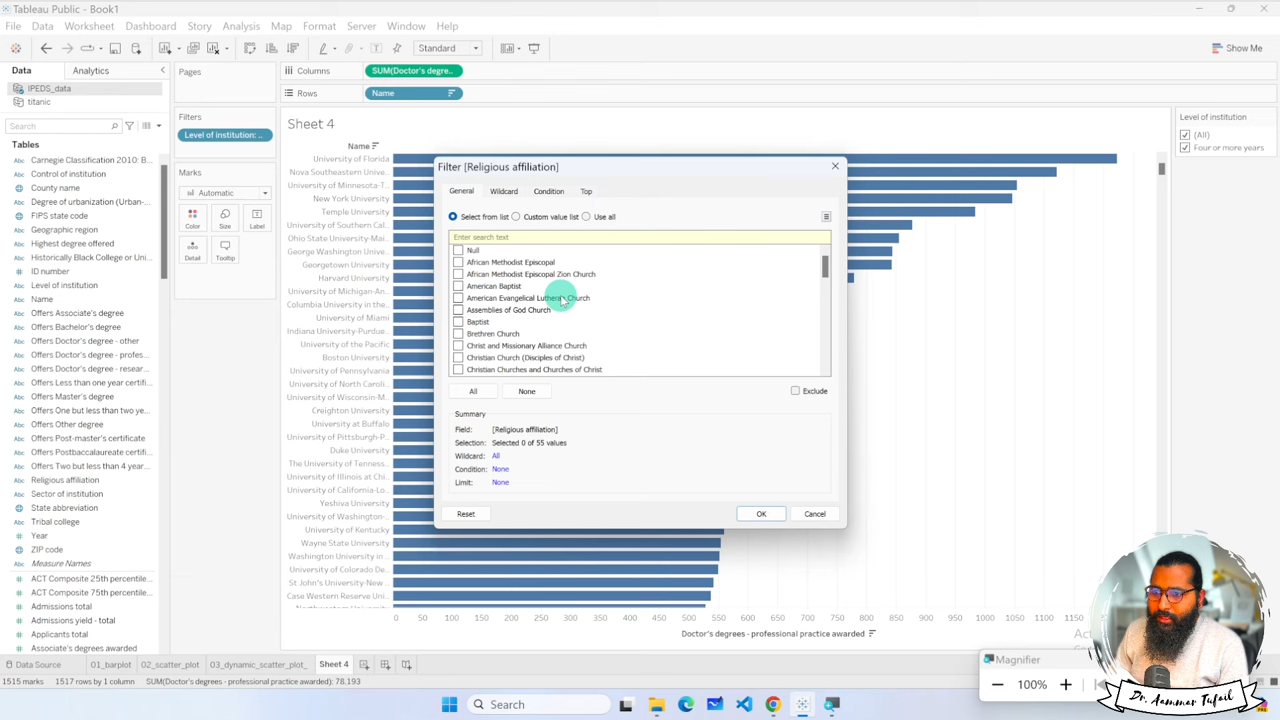 Tableau Public - Book1
File Data Worksheet Dashboard Story Analysis Map Format Server Window Help
Standard
Show Me
Data Analytics
IPEDS_data
titanic
Search
Tables
Carnegie Classification 2010: B...
Control of institution
County name
Degree of urbanization (Urban-...
FIPS state code
Geographic region
Highest degree offered
Historically Black College or Uni...
ID number
Level of institution
Name
Offers Associate's degree
Offers Bachelor's degree
Offers Doctor's degree - other
Offers Doctor's degree - profes...
Offers Doctor's degree - resear...
Offers Less than one year certif...
Offers Master's degree
Offers One but less than two ye...
Offers Other degree
Offers Post-master's certificate
Offers Postbaccalaureate certif...
Offers Two but less than 4 year...
Religious affiliation
Sector of institution
State abbreviation
Tribal college
Year
ZIP code
Measure Names
ACT Composite 25th percentile...
ACT Composite 75th percentile...
Admissions total
Admissions yield - total
Applicants total
Associate's degrees awarded
Pages
Filters
Level of institution: ..
Marks
Automatic
Color Size Label
Detail Tooltip
Columns SUM(Doctor's degre..
Rows Name
Sheet 4
Name
University of Florida
Nova Southeastern Unive..
University of Minnesota-T..
New York University
Temple University
University of Southern Cal..
Ohio State University-Mai..
George Washington Unive..
Georgetown University
Harvard University
University of Michigan-An..
Columbia University in the..
University of Miami
Indiana University-Purdue..
University of the Pacific
Boston University
University of Pennsylvania
University of North Caroli..
University of Wisconsin-M..
Creighton University
University at Buffalo
University of Pittsburgh-P..
Duke University
The University of Tenness..
University of Illinois at Chi..
University of California-Lo..
Yeshiva University
University of Washington-..
University of Kentucky
Wayne State University
Washington University in ..
University of Colorado De..
St John's University-New ..
Case Western Reserve Uni..
0 50 100 150 200 250 300 350 400 450 500 550 600 650 700 750 800 850 900 950 1000 1050 1100 1150
Doctor's degrees - professional practice awarded
Filter [Religious affiliation]
General Wildcard Condition Top
Select from list Custom value list Use all
Enter search text
Null
African Methodist Episcopal
African Methodist Episcopal Zion Church
American Baptist
American Evangelical Lutheran Church
Assemblies of God Church
Baptist
Brethren Church
Christ and Missionary Alliance Church
Christian Churches (Disciples of Christ)
Christian Churches and Churches of Christ
All None Exclude
Summary
Field: [Religious affiliation]
Selection: Selected 0 of 55 values
Wildcard: All
Condition: None
Limit: None
Reset OK Cancel
Level of institution
(All)
Four or more years
Data Source 01_barplot 02_scatter_plot 03_dynamic_scatter_plot_ Sheet 4
1515 marks 1517 rows by 1 column SUM(Doctor's degrees - professional practice awarded): 78,193
Magnifier
100%
Search
Dr. Aammar Tufail